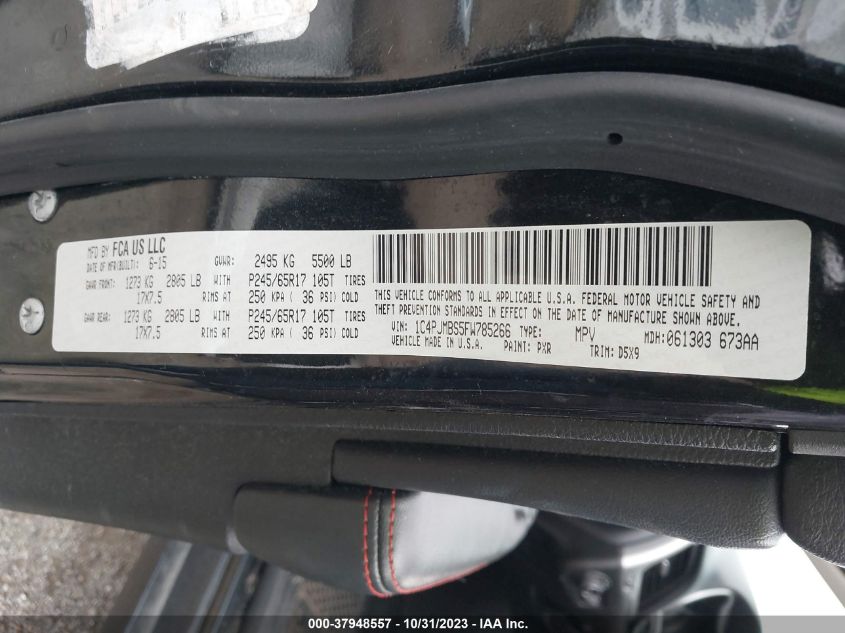 MFD BY FCA US LLC
DATE OF MFR(BUILT): 6-15 GVWR: 2495 KG 5500 LB
GAWR FRONT: 1273 KG 2805 LB WITH P245/65R17 105T TIRES
17X7.5 RIMS AT 250 KPA ( 36 PSI) COLD
GAWR REAR: 1273 KG 2805 LB WITH P245/65R17 105T TIRES
17X7.5 RIMS AT 250 KPA ( 36 PSI) COLD
THIS VEHICLE CONFORMS TO ALL APPLICABLE U.S.A. FEDERAL MOTOR VEHICLE SAFETY AND
THEFT PREVENTION STANDARDS IN EFFECT ON THE DATE OF MANUFACTURE SHOWN ABOVE.
VIN: 1C4PJMBS5FW785266 TYPE: MPV MDH: 061303 673AA
VEHICLE MADE IN U.S.A. PAINT: PXR TRIM: D5X9
000-37948557 - 10/31/2023 - IAA Inc.